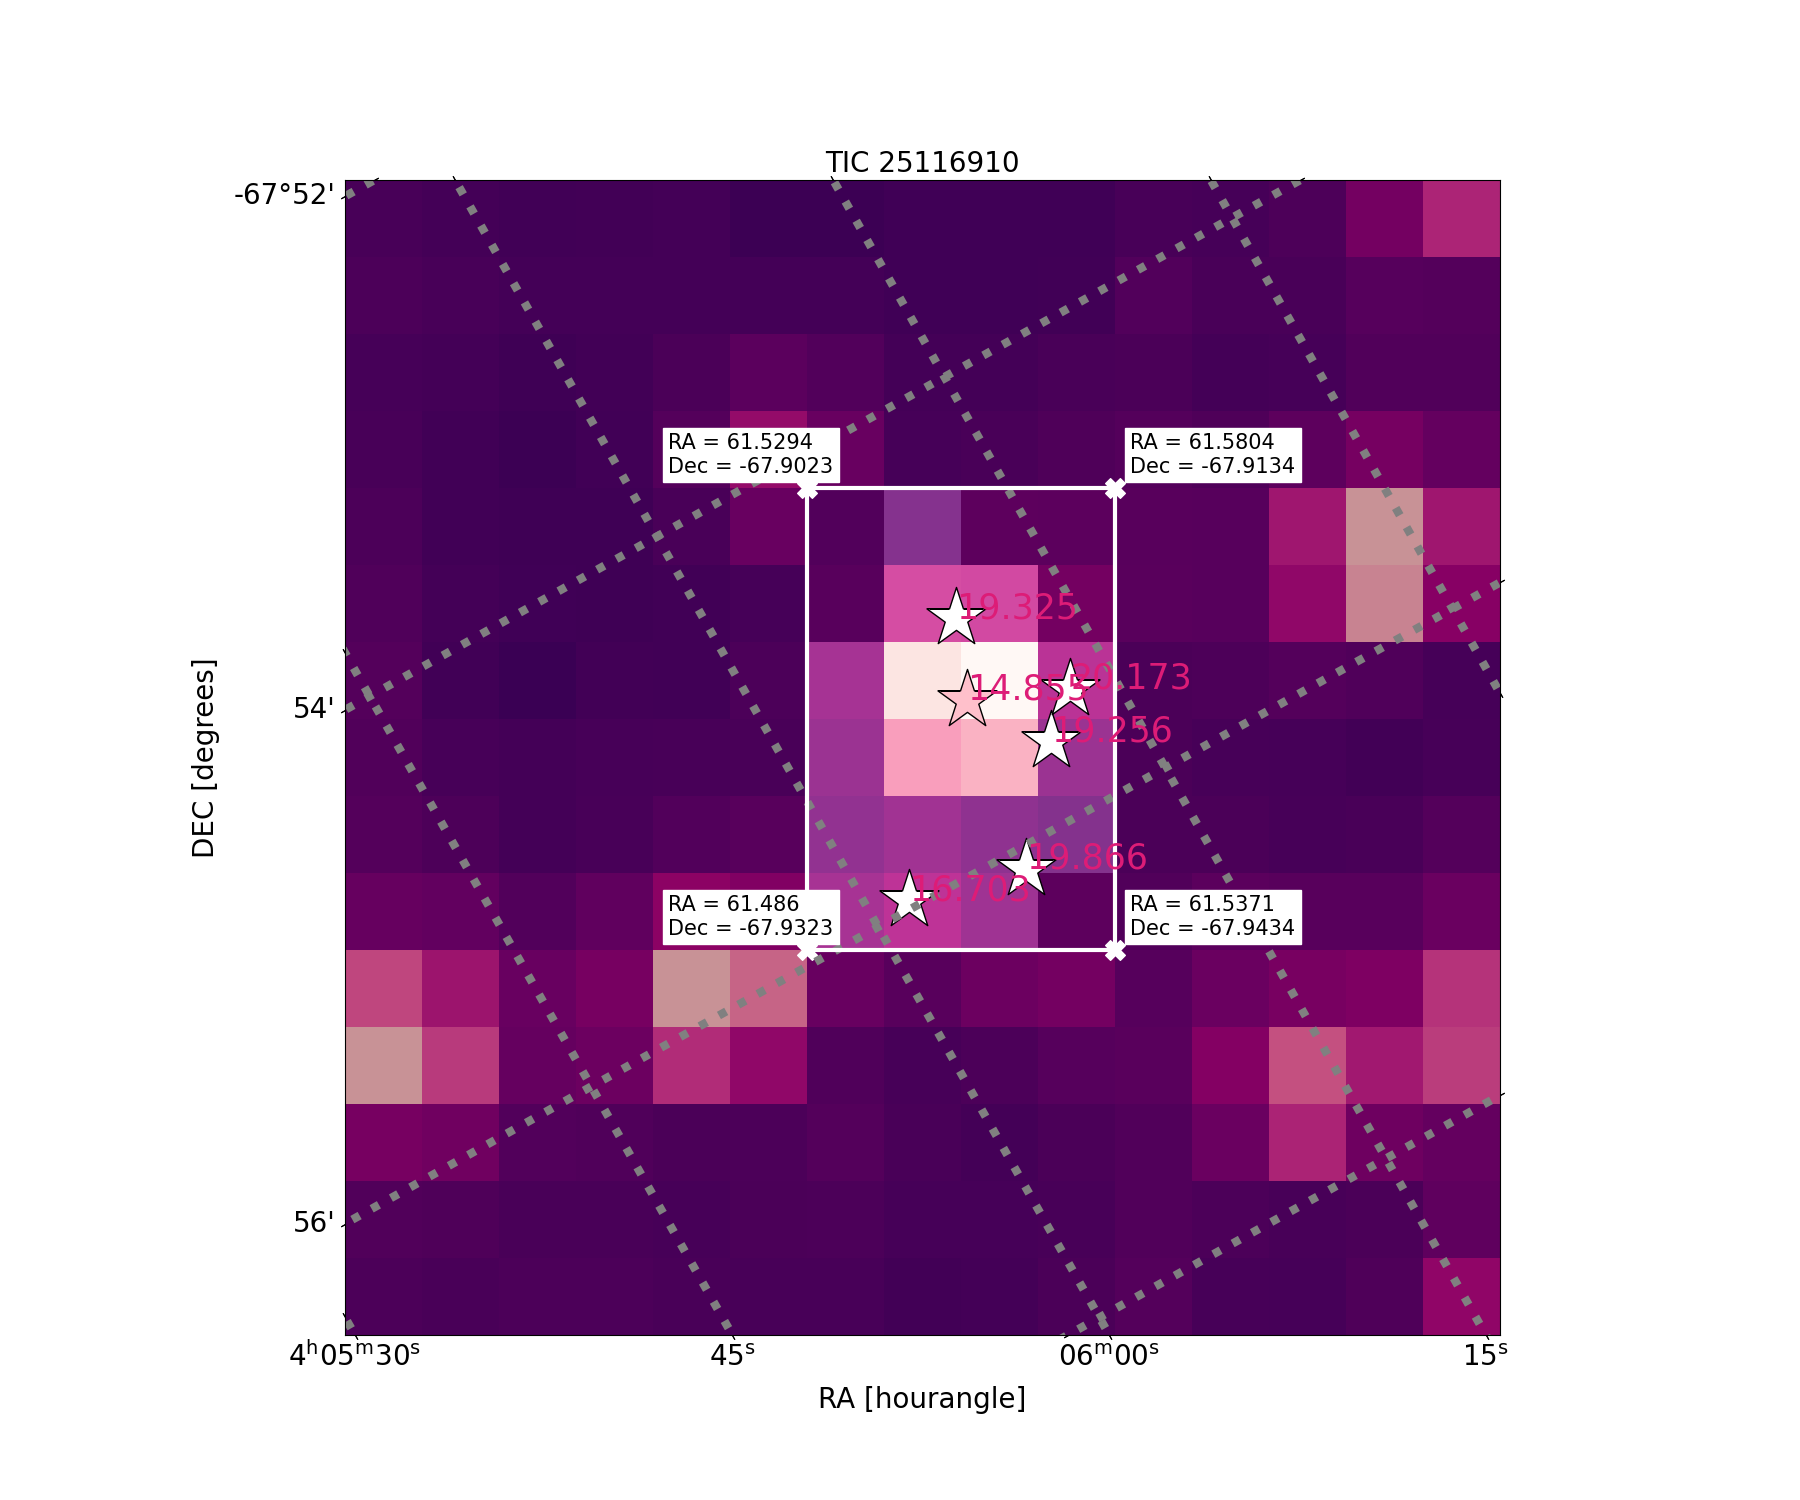 TIC 25116910
-67°52'
RA = 61.5294
Dec = -67.9023
RA = 61.5804
Dec = -67.9134
19.325
20.173
14.855
54'
19.256
DEC [degrees]
19.866
16.703
RA = 61.486
Dec = -67.9323
RA = 61.5371
Dec = -67.9434
56'
4ʰ05ᵐ30ˢ
45ˢ
06ᵐ00ˢ
15ˢ
RA [hourangle]